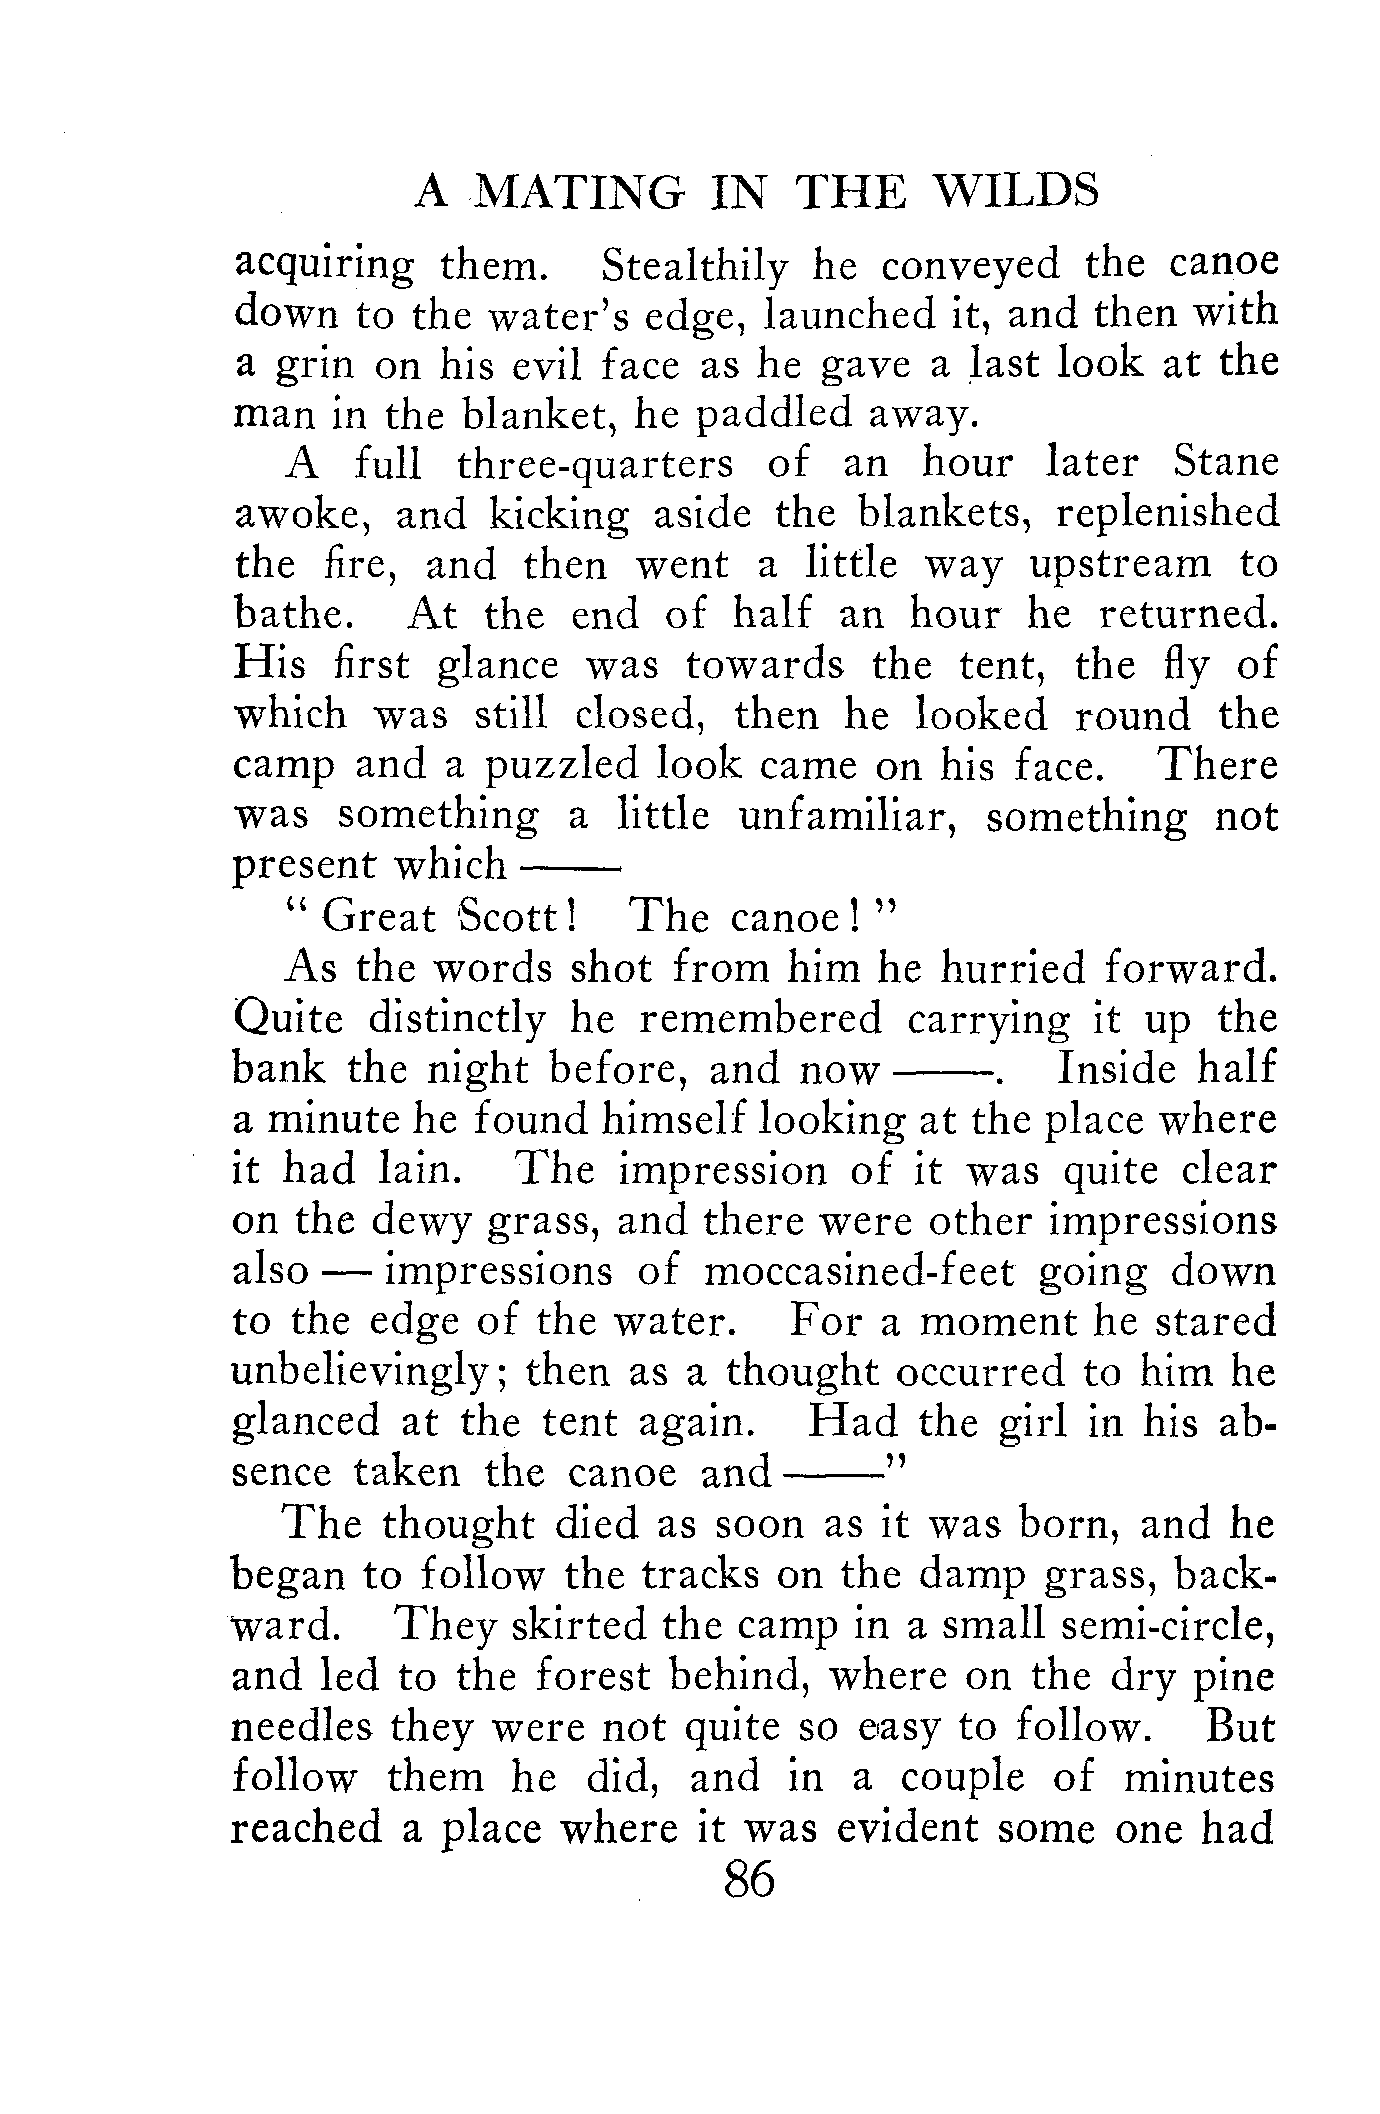 A MATING IN THE WILDS
acquiring them. Stealthily he conveyed the canoe
down to the water's edge, launched it, and then with
a grin on his evil face as he gave a last look at the
man in the blanket, he paddled away.
A full three-quarters of an hour later Stane
awoke, and kicking aside the blankets, replenished
the fire, and then went a little way upstream to
bathe. At the end of half an hour he returned.
His first glance was towards the tent, the fly of
which was still closed, then he looked round the
camp and a puzzled look came on his face. There
was something a little unfamiliar, something not
present which ——
“ Great Scott! The canoe! ”
As the words shot from him he hurried forward.
Quite distinctly he remembered carrying it up the
bank the night before, and now ——. Inside half
a minute he found himself looking at the place where
it had lain. The impression of it was quite clear
on the dewy grass, and there were other impressions
also — impressions of moccasined-feet going down
to the edge of the water. For a moment he stared
unbelievingly; then as a thought occurred to him he
glanced at the tent again. Had the girl in his ab-
sence taken the canoe and ——”
The thought died as soon as it was born, and he
began to follow the tracks on the damp grass, back-
ward. They skirted the camp in a small semi-circle,
and led to the forest behind, where on the dry pine
needles they were not quite so easy to follow. But
follow them he did, and in a couple of minutes
reached a place where it was evident some one had
86